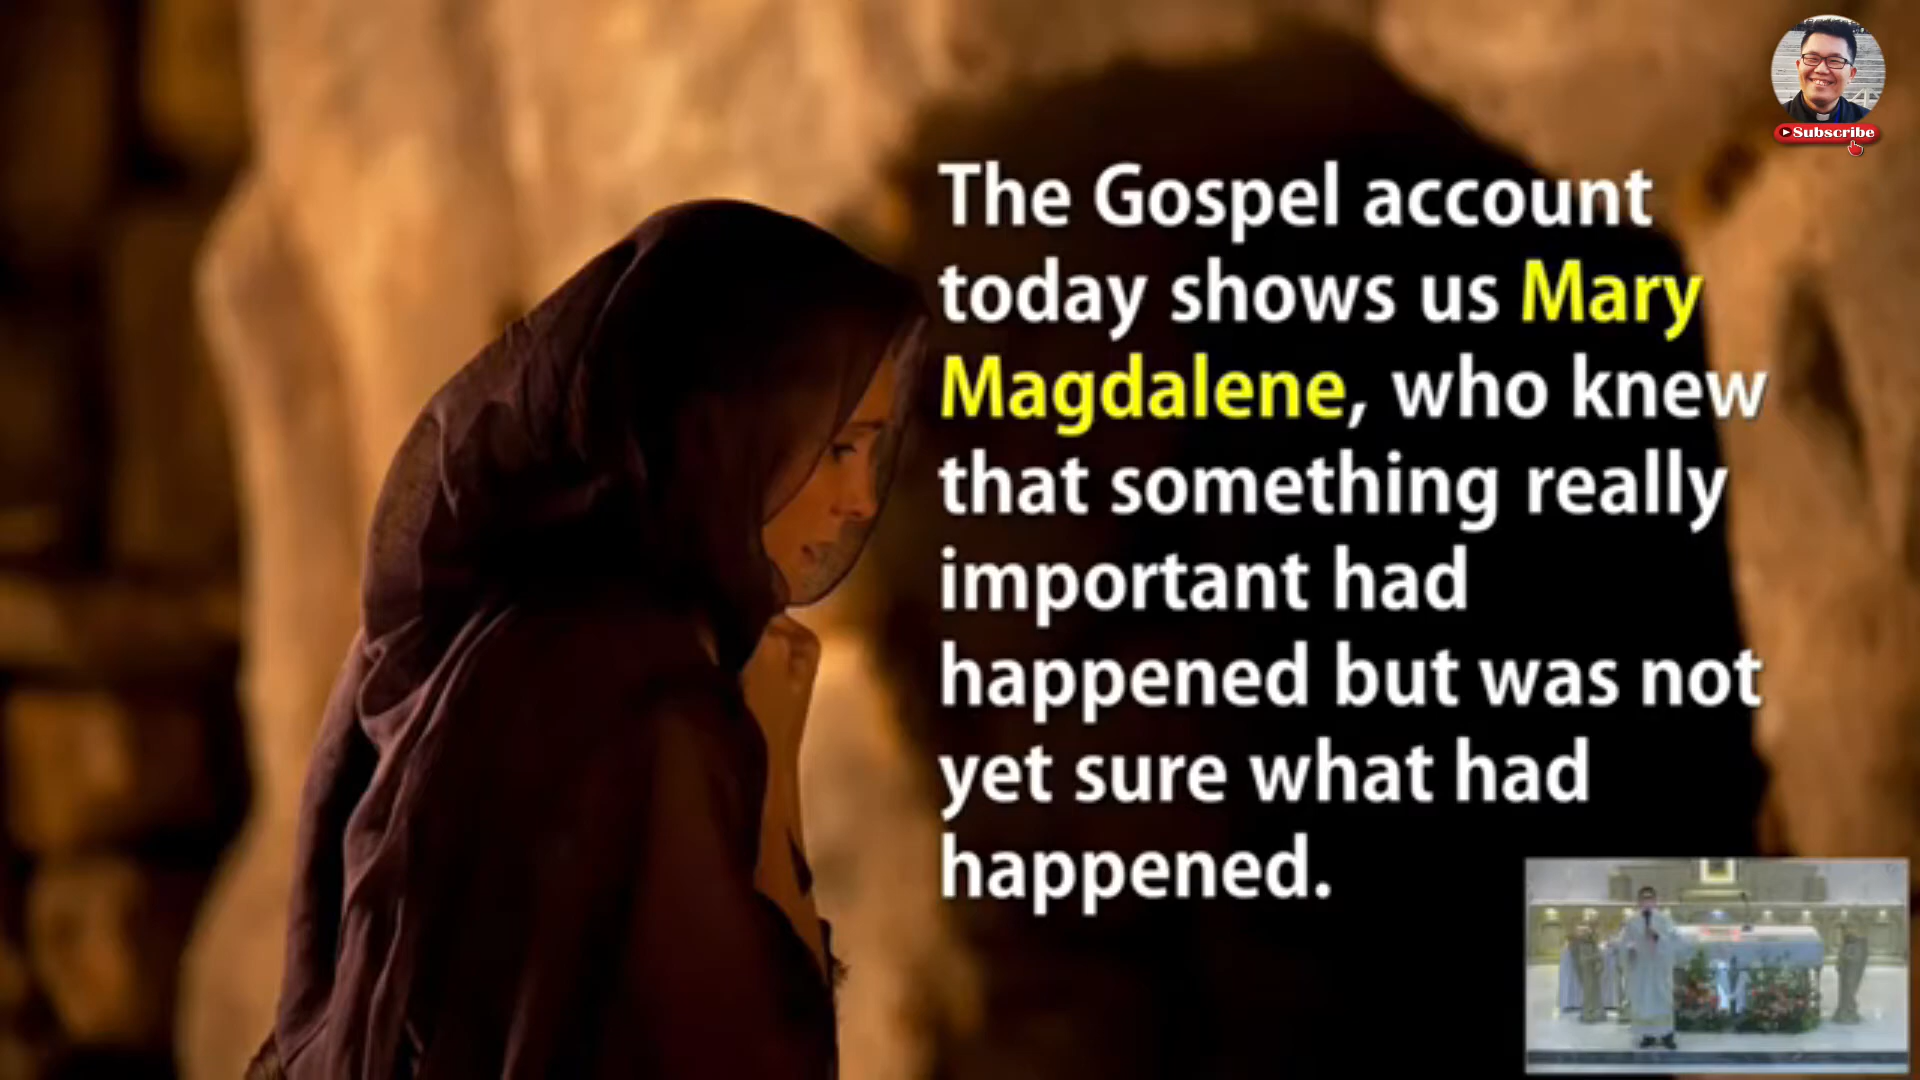 Subscribe
The Gospel account
today shows us Mary
Magdalene, who knew
that something really
important had
happened but was not
yet sure what had
happened.